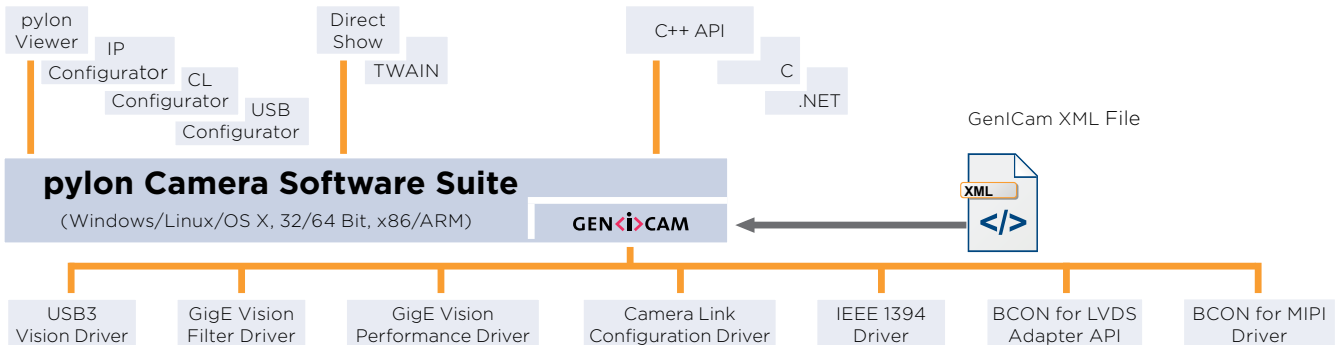 pylon
Viewer
IP
Configurator
CL
Configurator
USB
Configurator
Direct
Show
TWAIN
C++ API
C
.NET
GenICam XML File
XML
</>
pylon Camera Software Suite
(Windows/Linux/OS X, 32/64 Bit, x86/ARM)
GEN<i>CAM
USB3
Vision Driver
GigE Vision
Filter Driver
GigE Vision
Performance Driver
Camera Link
Configuration Driver
IEEE 1394
Driver
BCON for LVDS
Adapter API
BCON for MIPI
Driver